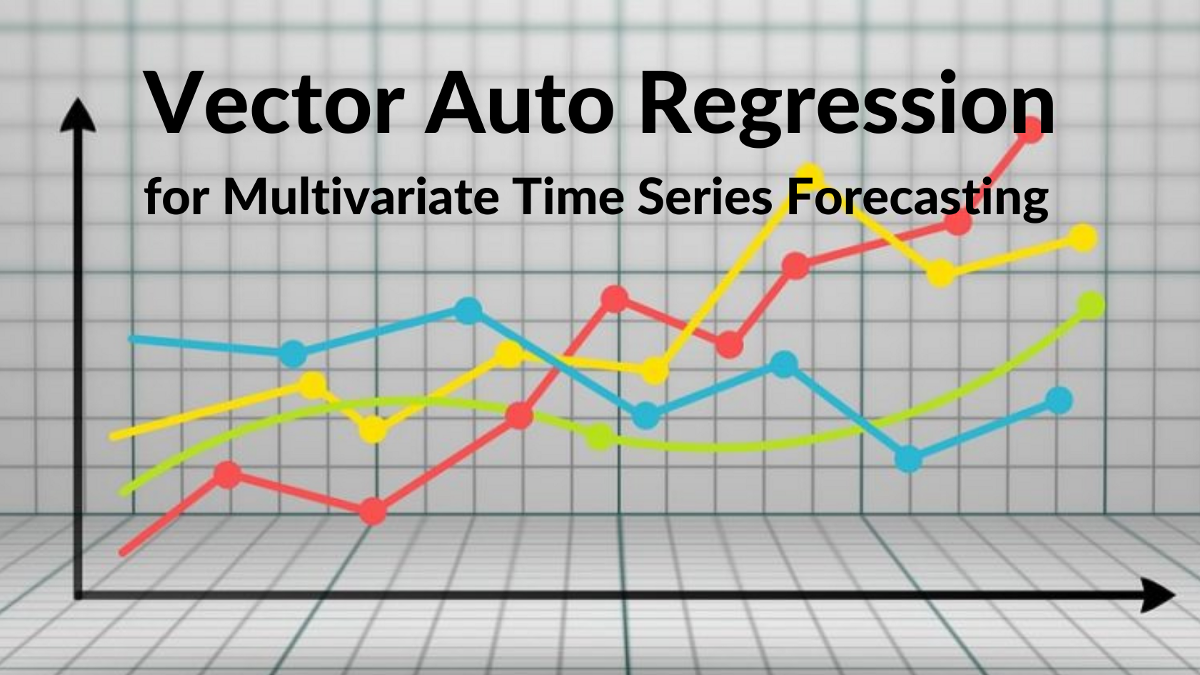 Vector Auto Regression
for Multivariate Time Series Forecasting